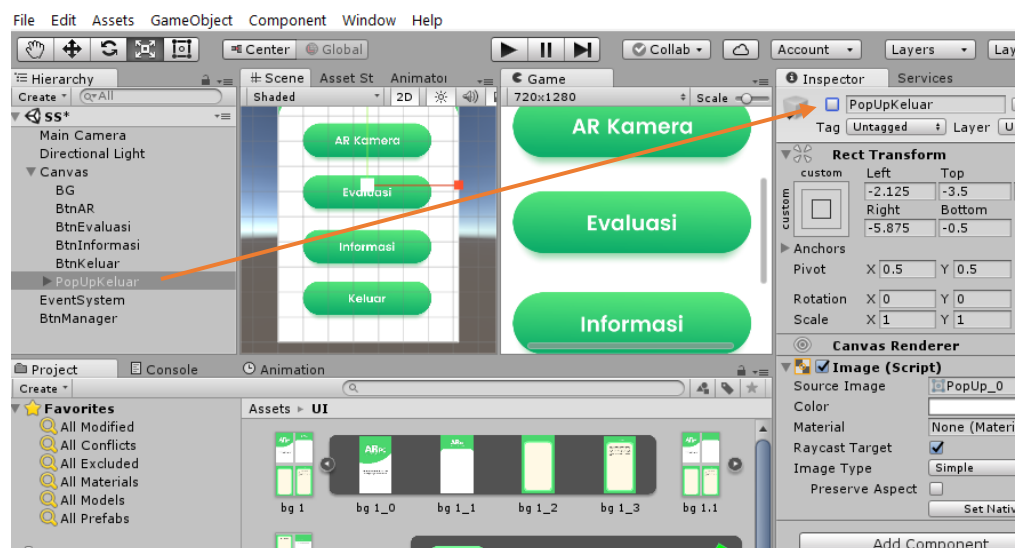 File Edit Assets GameObject Component Window Help
Center Global Collab Account Layers Lay
Hierarchy
Create All
SS*
Main Camera
Directional Light
Canvas
BG
BtnAR
BtnEvaluasi
BtnInformasi
BtnKeluar
PopUpKeluar
EventSystem
BtnManager
Scene Asset St Animator
Shaded 2D
AR Kamera
Evaluasi
Informasi
Keluar
Game
720x1280 Scale
AR Kamera
Evaluasi
Informasi
Inspector Services
PopUpKeluar
Tag Untagged Layer U
Rect Transform
custom Left Top
-2.125 -3.5
custom
Right Bottom
-5.875 -0.5
Anchors
Pivot X 0.5 Y 0.5
Rotation X 0 Y 0
Scale X 1 Y 1
Canvas Renderer
Image (Script)
Source Image PopUp_0
Color
Material None (Materi
Raycast Target
Image Type Simple
Preserve Aspect
Set Nativ
Add Component
Project Console Animation
Create
Favorites
All Modified
All Conflicts
All Excluded
All Materials
All Models
All Prefabs
Assets UI
bg 1 bg 1_0 bg 1_1 bg 1_2 bg 1_3 bg 1.1